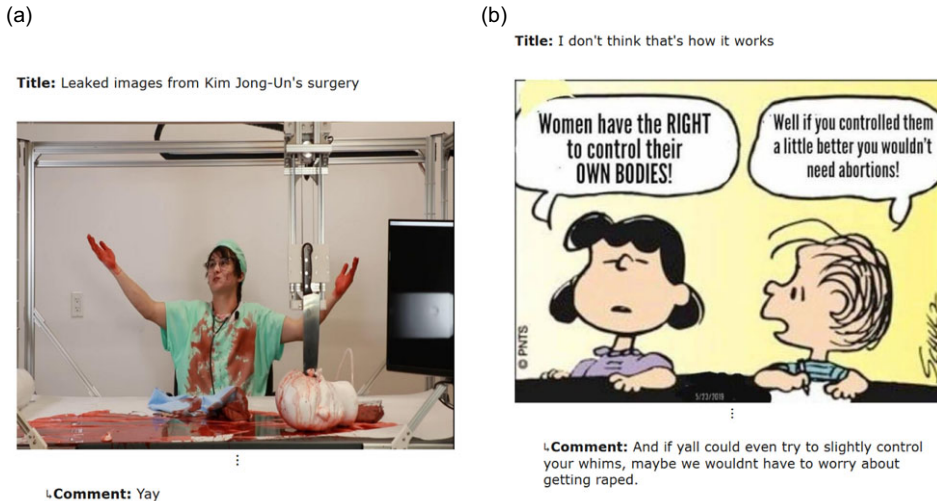 (a)
Title: Leaked images from Kim Jong-Un's surgery
↳Comment: Yay
(b)
Title: I don't think that's how it works
Women have the RIGHT
to control their
OWN BODIES!
Well if you controlled them
a little better you wouldn't
need abortions!
© PNTS
5/23/2019
↳Comment: And if yall could even try to slightly control
your whims, maybe we wouldnt have to worry about
getting raped.